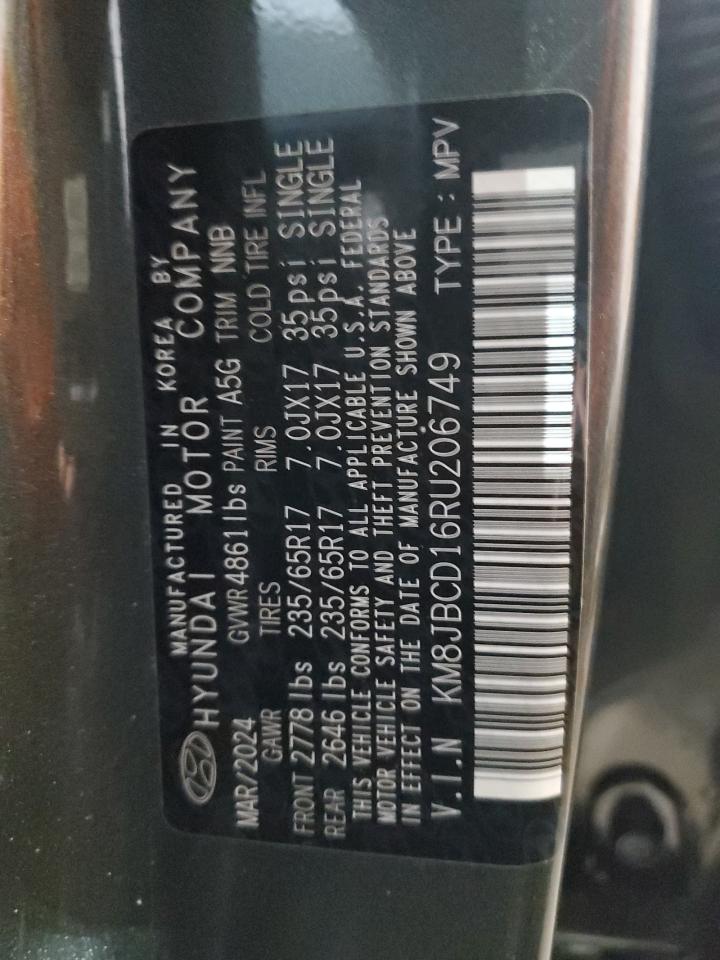 MANUFACTURED IN KOREA BY
HYUNDAI MOTOR COMPANY
MAR/2024 GVWR4861lbs PAINT A5G TRIM NNB
GAWR TIRES RIMS COLD TIRE INFL
FRONT 2778 lbs 235/65R17 7.0JX17 35psi SINGLE
REAR 2646 lbs 235/65R17 7.0JX17 35psi SINGLE
THIS VEHICLE CONFORMS TO ALL APPLICABLE U.S.A. FEDERAL
MOTOR VEHICLE SAFETY AND THEFT PREVENTION STANDARDS
IN EFFECT ON THE DATE OF MANUFACTURE SHOWN ABOVE
V.I.N KM8JBCD16RU206749 TYPE : MPV